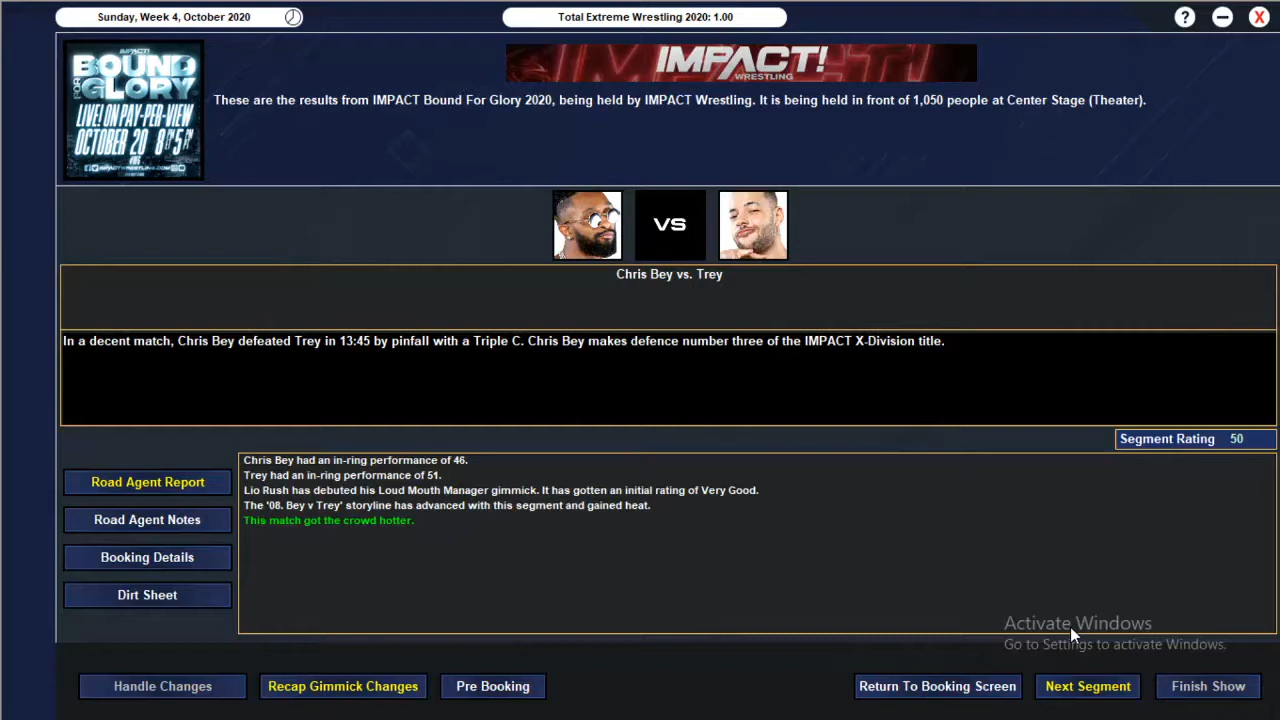 Sunday, Week 4, October 2020
Total Extreme Wrestling 2020: 1.00
?
X
IMPACT!
BOUND
FOR
GLORY
LIVE! ON PAY-PER-VIEW
OCTOBER 20
IMPACT!
WRESTLING
These are the results from IMPACT Bound For Glory 2020, being held by IMPACT Wrestling. It is being held in front of 1,050 people at Center Stage (Theater).
VS
Chris Bey vs. Trey
In a decent match, Chris Bey defeated Trey in 13:45 by pinfall with a Triple C. Chris Bey makes defence number three of the IMPACT X-Division title.
Segment Rating 50
Road Agent Report
Road Agent Notes
Booking Details
Dirt Sheet
Chris Bey had an in-ring performance of 46.
Trey had an in-ring performance of 51.
Lio Rush has debuted his Loud Mouth Manager gimmick. It has gotten an initial rating of Very Good.
The '08. Bey v Trey' storyline has advanced with this segment and gained heat.
This match got the crowd hotter.
Activate Windows
Go to Settings to activate Windows.
Handle Changes
Recap Gimmick Changes
Pre Booking
Return To Booking Screen
Next Segment
Finish Show